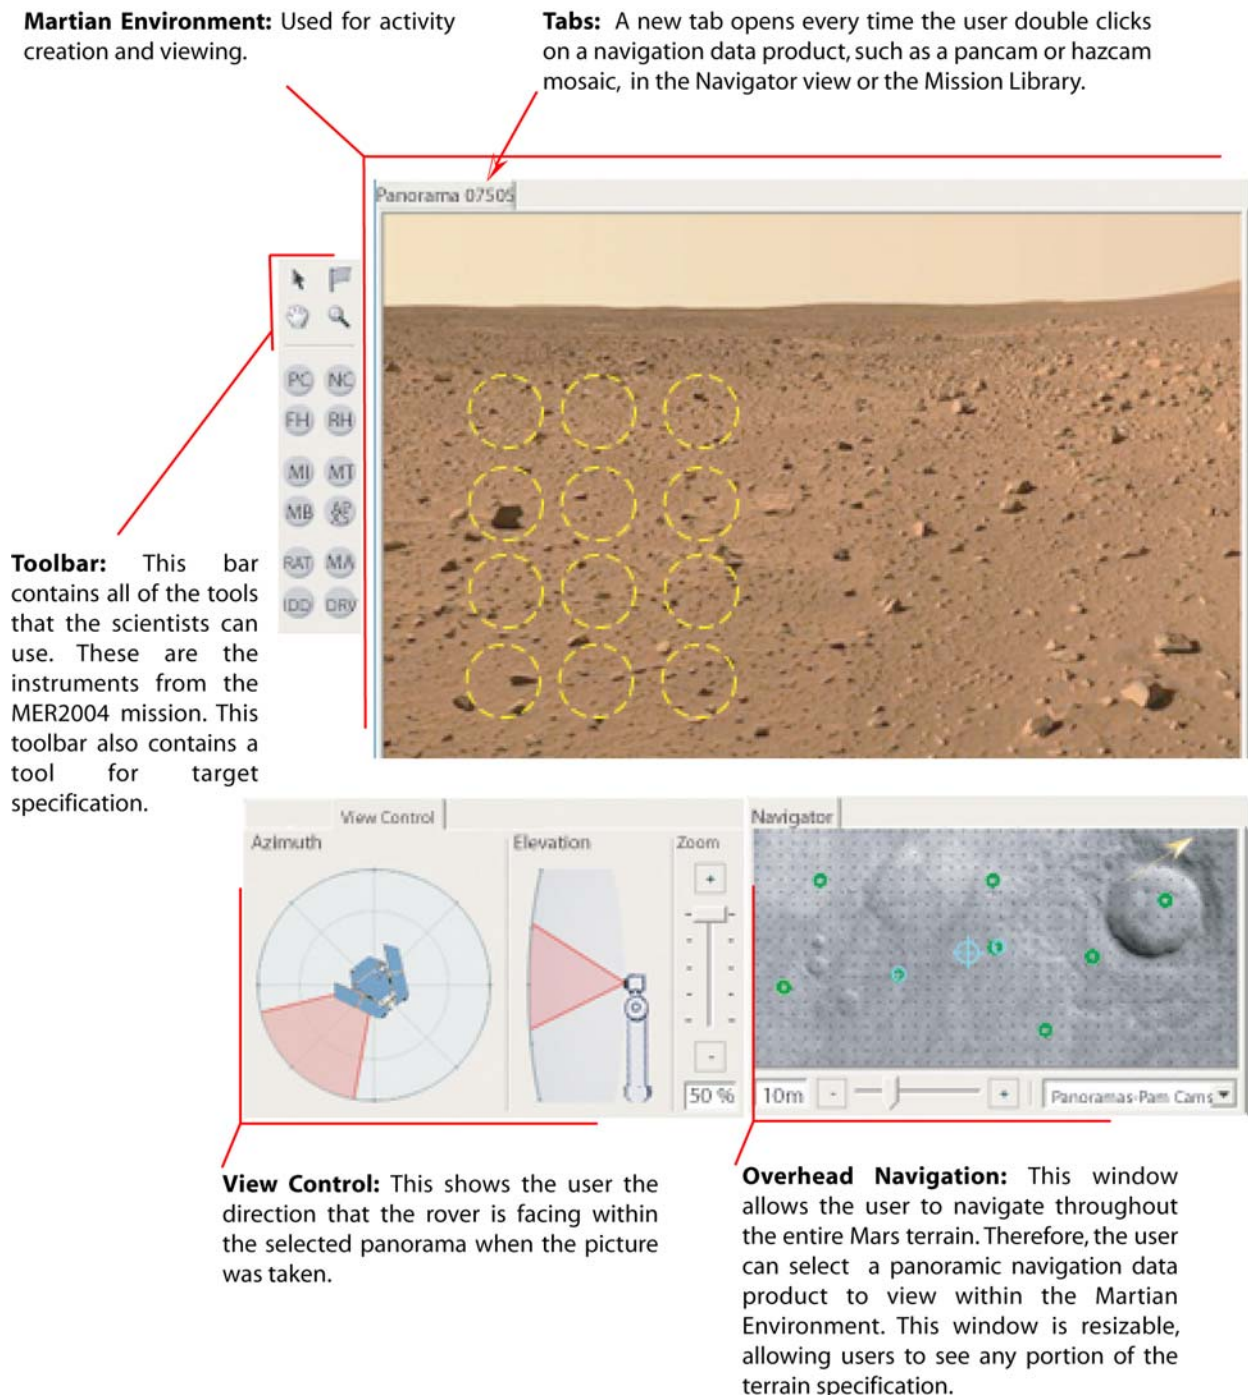 Martian Environment: Used for activity
creation and viewing.
Tabs: A new tab opens every time the user double clicks
on a navigation data product, such as a pancam or hazcam
mosaic, in the Navigator view or the Mission Library.
Panorama 07505
PC NC
FH RH
MI MT
MB AP XS
RAT MA
IDD DRV
Toolbar: This bar
contains all of the tools
that the scientists can
use. These are the
instruments from the
MER2004 mission. This
toolbar also contains a
tool for target
specification.
View Control
Azimuth
Elevation
Zoom
+
-
50 %
Navigator
10m
-
+
Panoramas-Pam Cams
View Control: This shows the user the
direction that the rover is facing within
the selected panorama when the picture
was taken.
Overhead Navigation: This window
allows the user to navigate throughout
the entire Mars terrain. Therefore, the user
can select a panoramic navigation data
product to view within the Martian
Environment. This window is resizable,
allowing users to see any portion of the
terrain specification.